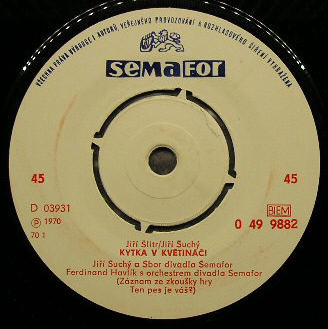 VŠECHNA PRÁVA VÝROBCE I AUTORŮ, VEŘEJNÉHO PROVOZOVÁNÍ A ROZHLASOVÉHO ŠÍŘENÍ VYHRAZENA
SEMAFOR
45
45
D 03931
BIEM
Ⓟ 1970
0 49 9882
70 1
Jiří Šlitr/Jiří Suchý
KYTKA V KVĚTINÁČI
Jiří Suchý a Sbor divadla Semafor
Ferdinand Havlík s orchestrem divadla Semafor
(Záznam ze zkoušky hry
Ten pes je váš?)